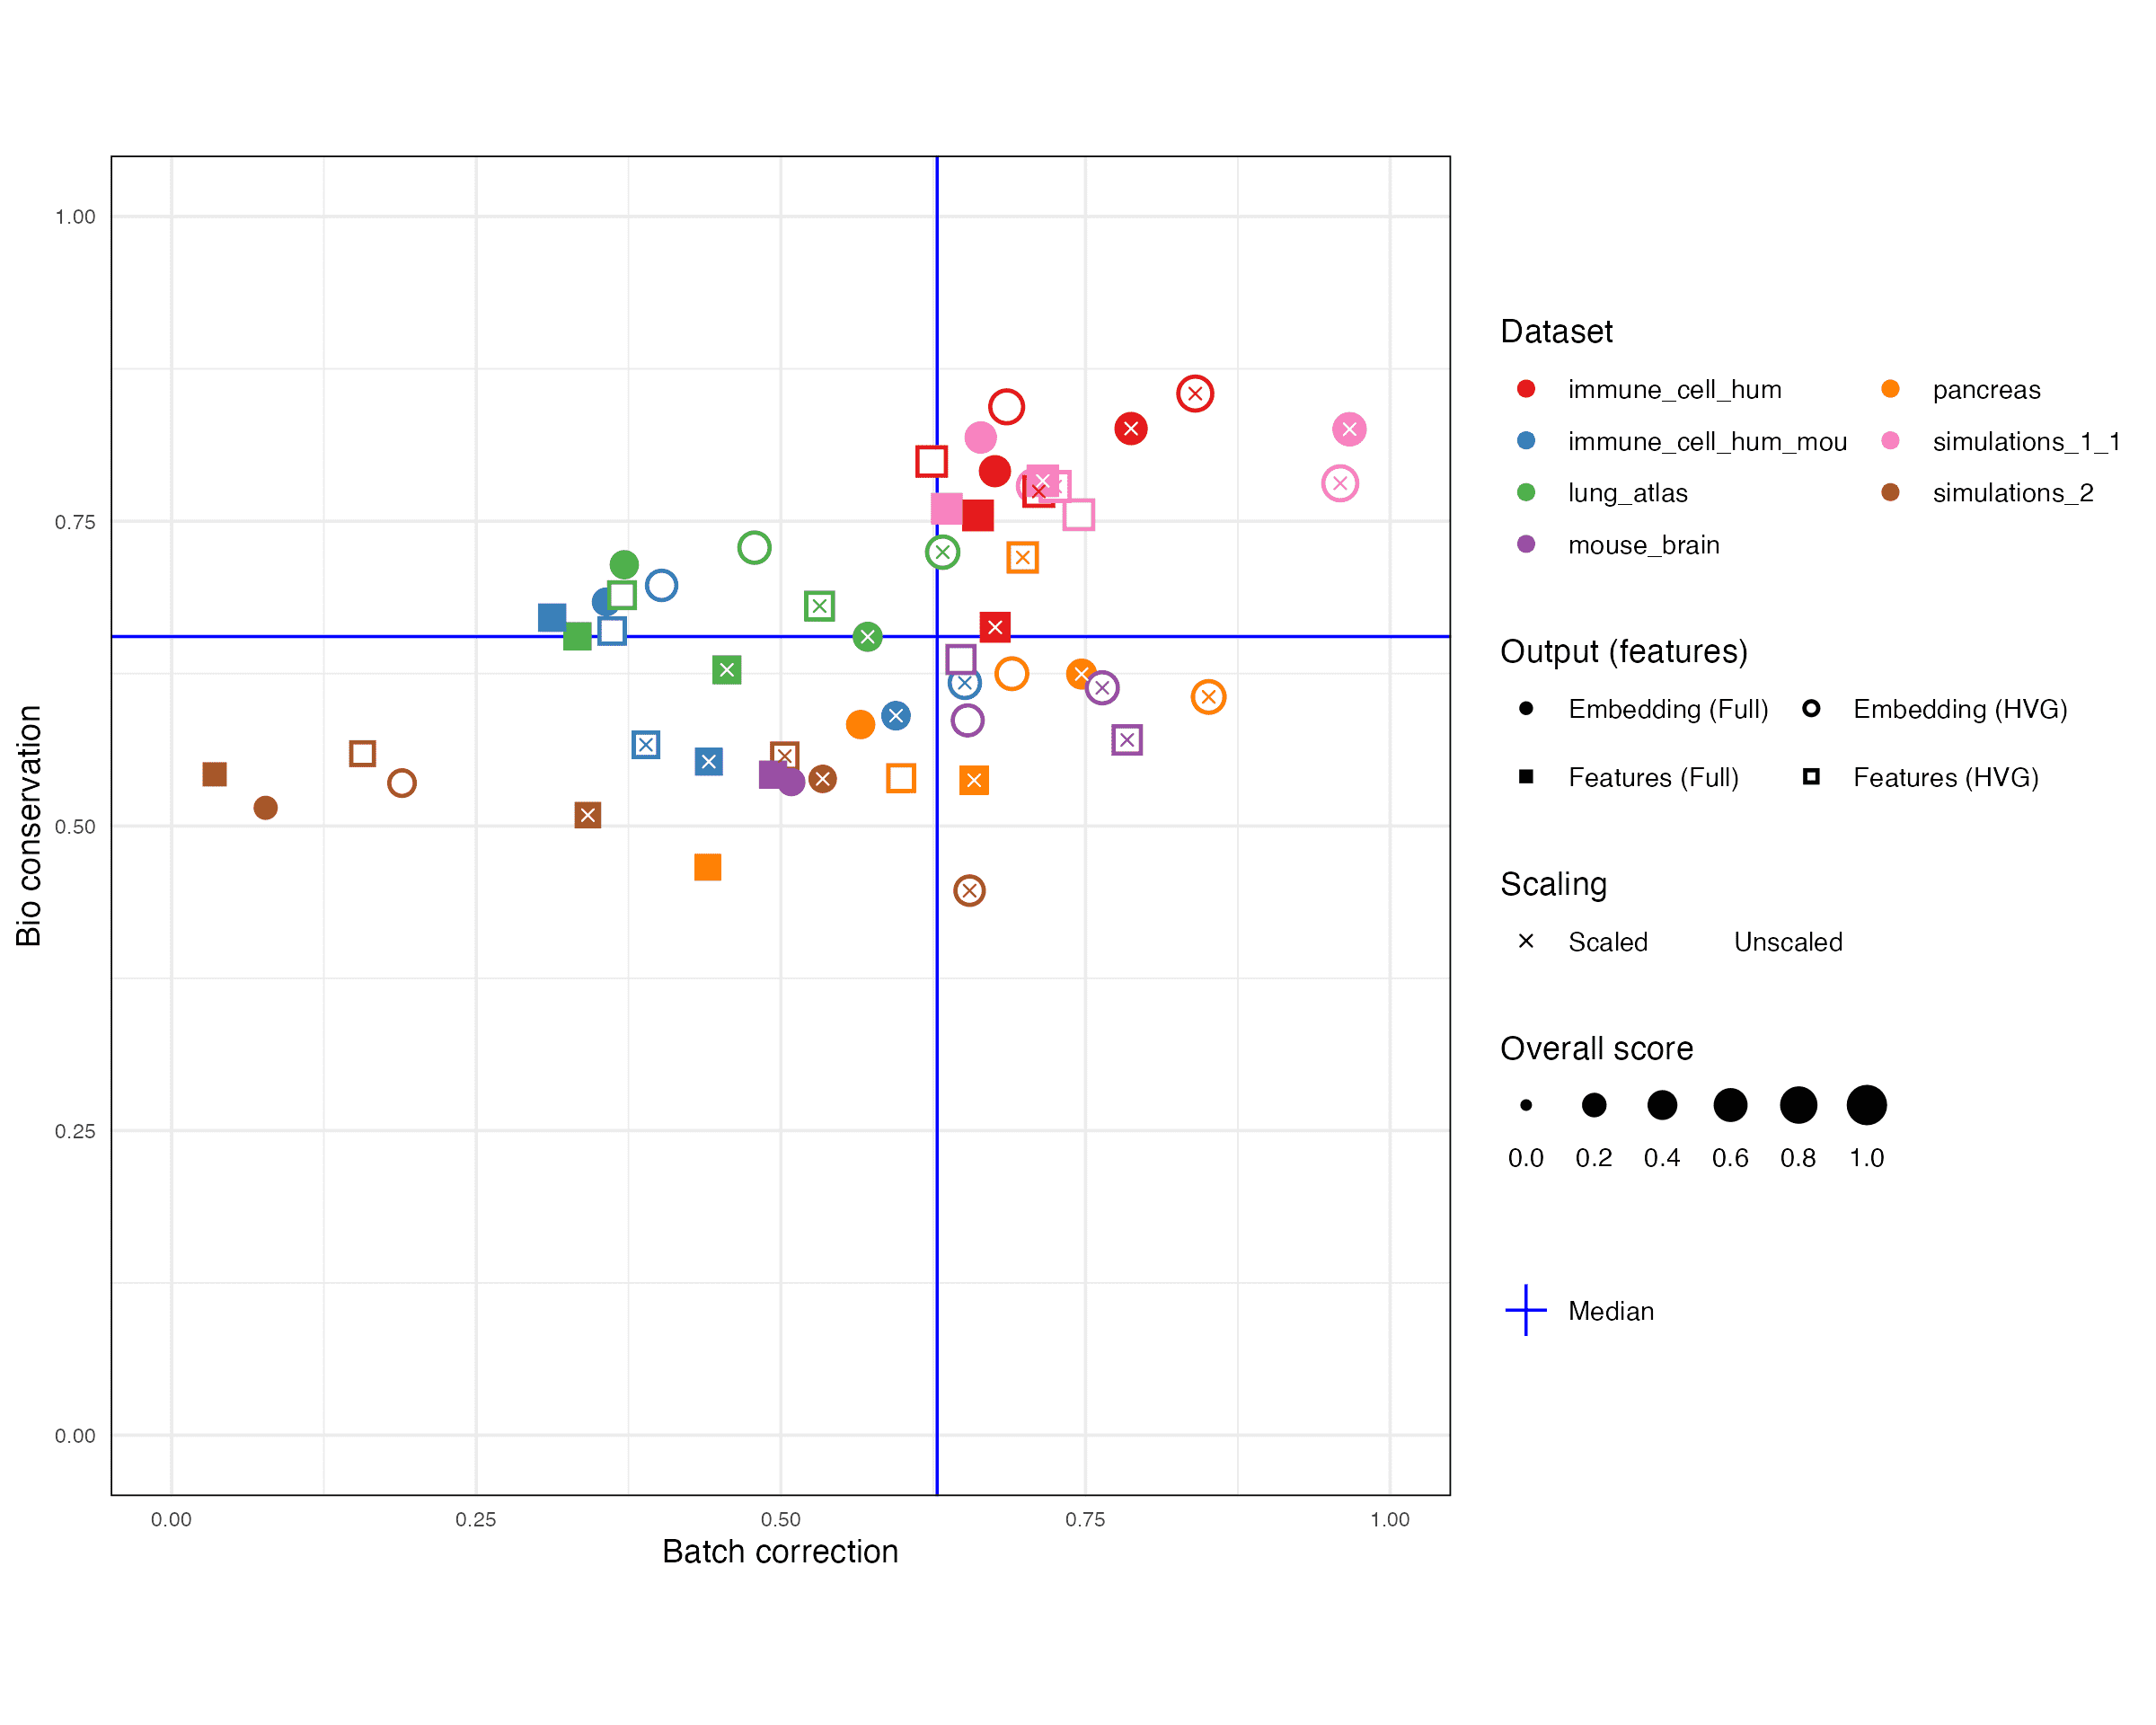 1.00
0.75
0.50
0.25
0.00
Bio conservation
0.00 0.25 0.50 0.75 1.00
Batch correction
Dataset
immune_cell_hum pancreas
immune_cell_hum_mou simulations_1_1
lung_atlas simulations_2
mouse_brain
Output (features)
Embedding (Full) Embedding (HVG)
Features (Full) Features (HVG)
Scaling
Scaled Unscaled
Overall score
0.0 0.2 0.4 0.6 0.8 1.0
Median